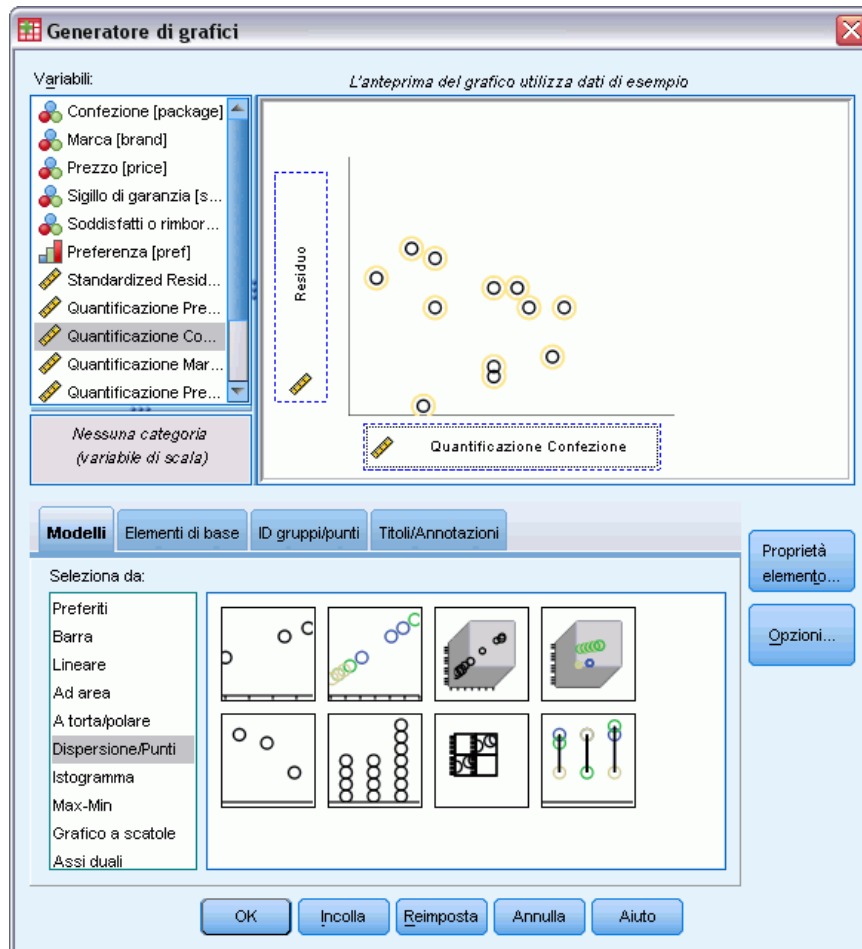 Generatore di grafici
Variabili:
L'anteprima del grafico utilizza dati di esempio
Confezione [package]
Marca [brand]
Prezzo [price]
Sigillo di garanzia [s...
Soddisfatti o rimbor...
Preferenza [pref]
Standardized Resid...
Quantificazione Pre...
Quantificazione Co...
Quantificazione Mar...
Quantificazione Pre...
Nessuna categoria
(variabile di scala)
Residuo
Quantificazione Confezione
Modelli
Elementi di base
ID gruppi/punti
Titoli/Annotazioni
Seleziona da:
Preferiti
Barra
Lineare
Ad area
A torta/polare
Dispersione/Punti
Istogramma
Max-Min
Grafico a scatole
Assi duali
Proprietà
elemento...
Opzioni...
OK
Incolla
Reimposta
Annulla
Aiuto